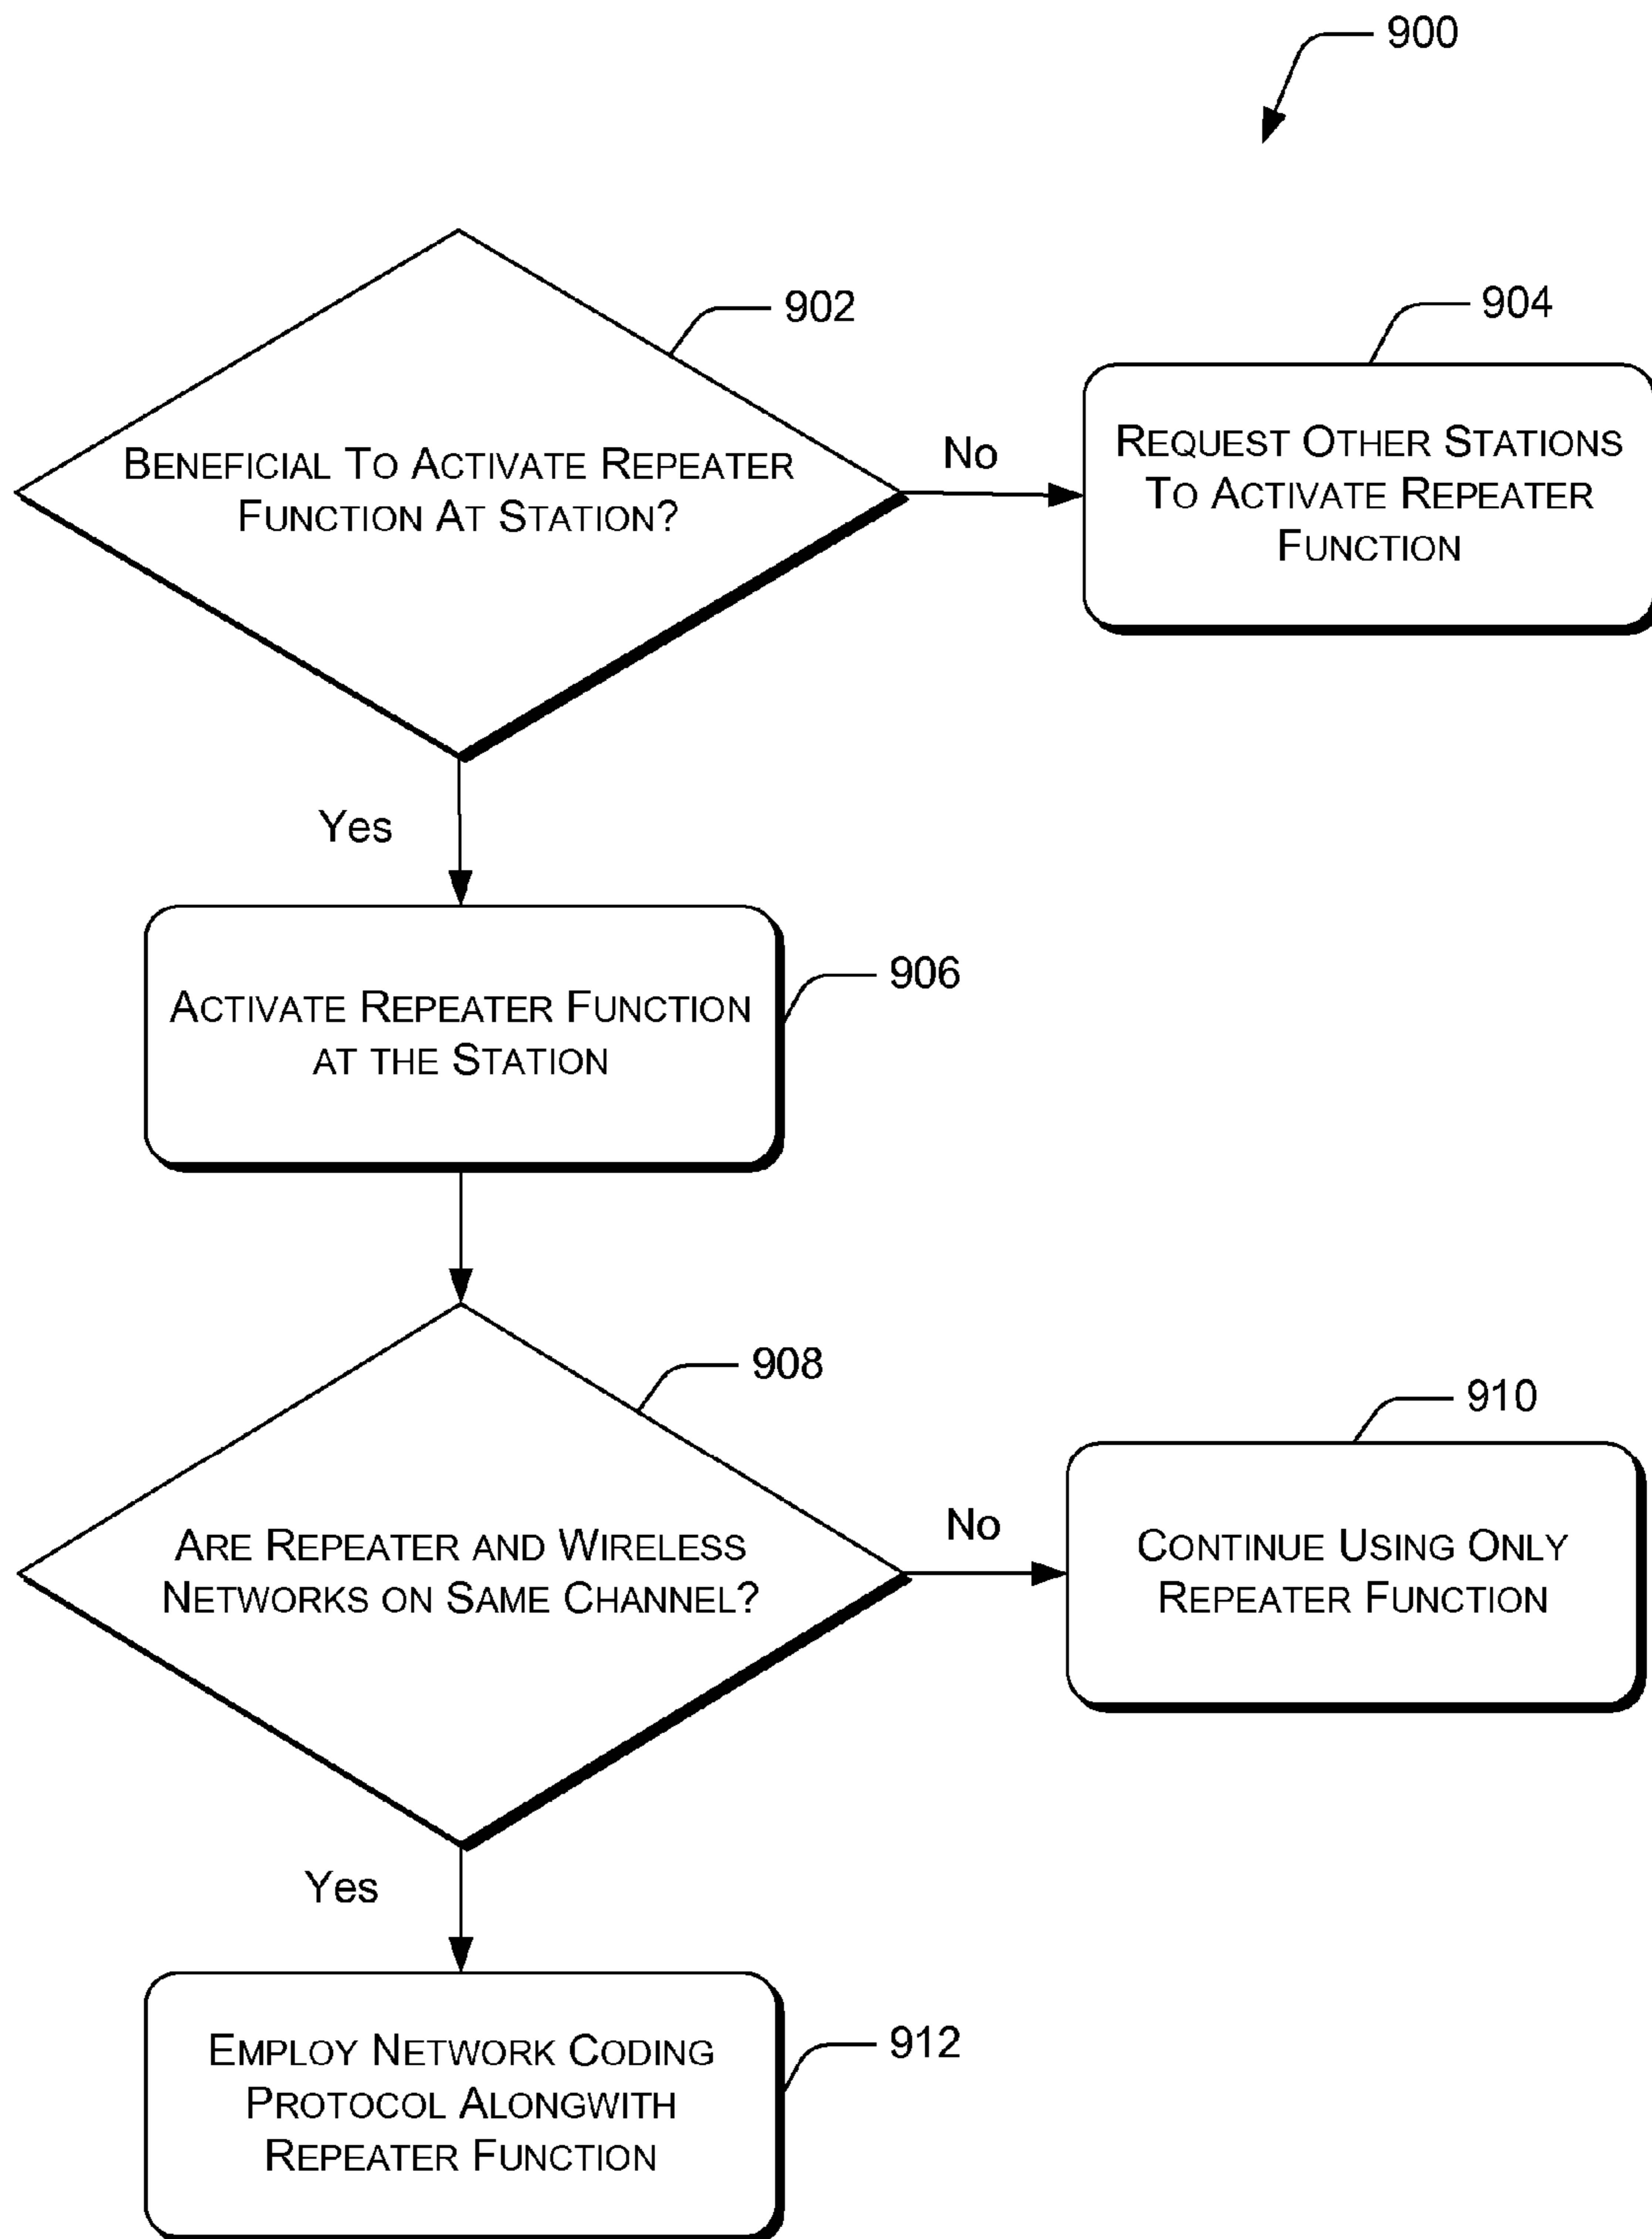 900
902
BENEFICIAL TO ACTIVATE REPEATER
FUNCTION AT STATION?
No
904
REQUEST OTHER STATIONS
TO ACTIVATE REPEATER
FUNCTION
Yes
906
ACTIVATE REPEATER FUNCTION
AT THE STATION
908
ARE REPEATER AND WIRELESS
NETWORKS ON SAME CHANNEL?
No
910
CONTINUE USING ONLY
REPEATER FUNCTION
Yes
912
EMPLOY NETWORK CODING
PROTOCOL ALONGWITH
REPEATER FUNCTION